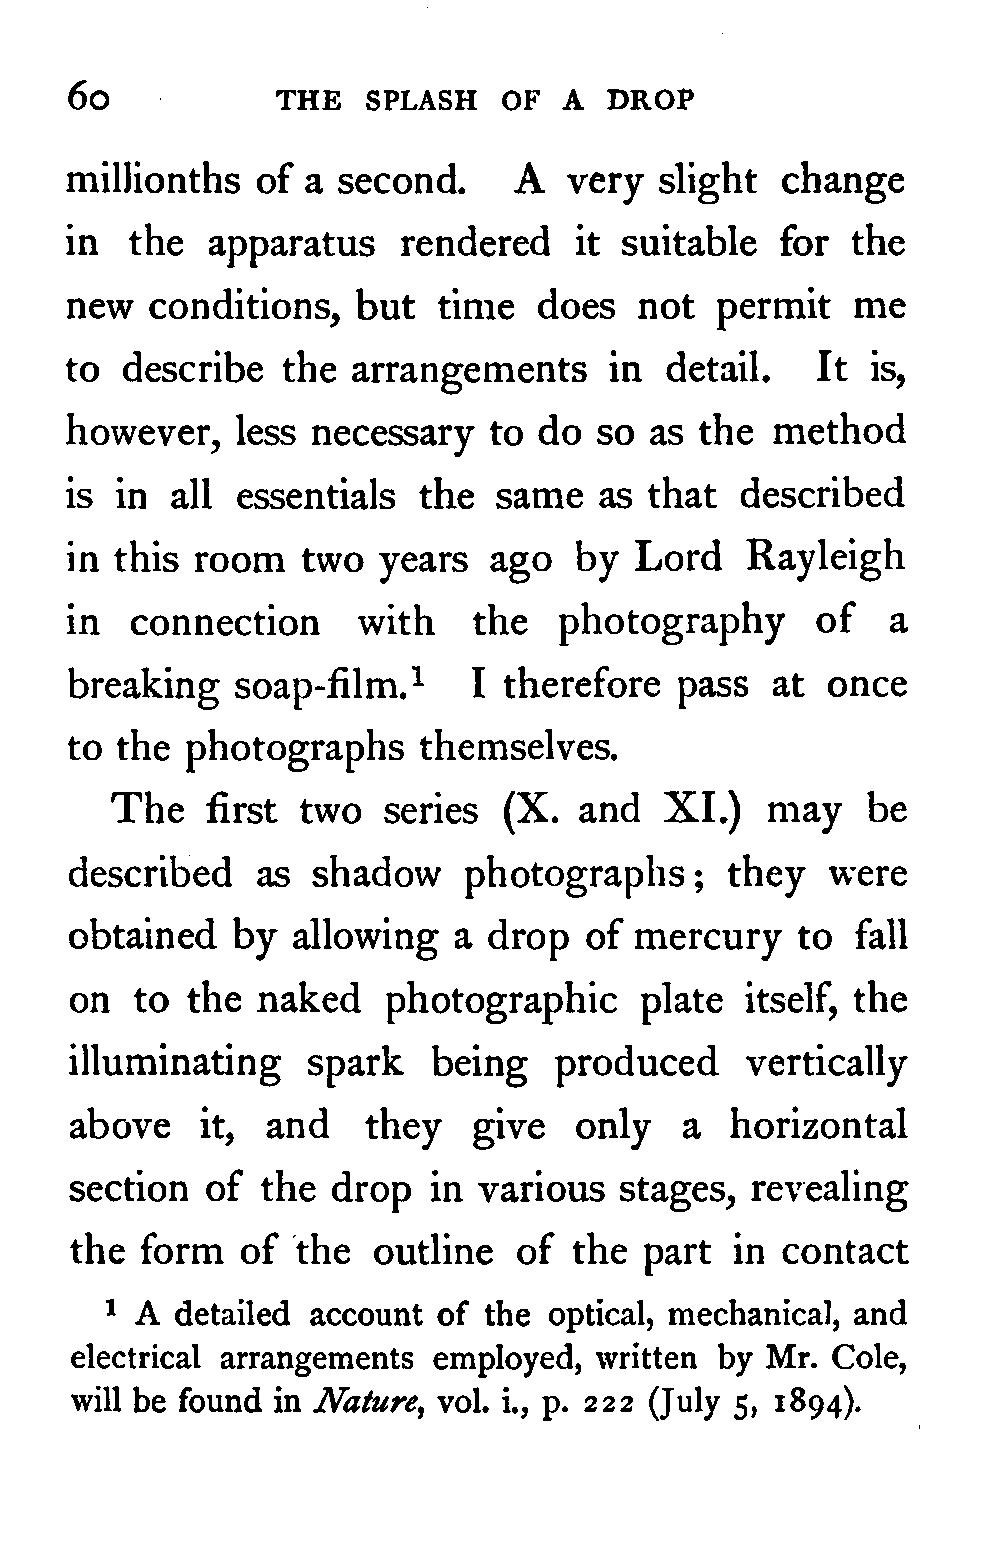 60 THE SPLASH OF A DROP
millionths of a second. A very slight change
in the apparatus rendered it suitable for the
new conditions, but time does not permit me
to describe the arrangements in detail. It is,
however, less necessary to do so as the method
is in all essentials the same as that described
in this room two years ago by Lord Rayleigh
in connection with the photography of a
breaking soap-film.¹ I therefore pass at once
to the photographs themselves.
The first two series (X. and XI.) may be
described as shadow photographs; they were
obtained by allowing a drop of mercury to fall
on to the naked photographic plate itself, the
illuminating spark being produced vertically
above it, and they give only a horizontal
section of the drop in various stages, revealing
the form of the outline of the part in contact
¹ A detailed account of the optical, mechanical, and
electrical arrangements employed, written by Mr. Cole,
will be found in Nature, vol. i., p. 222 (July 5, 1894).